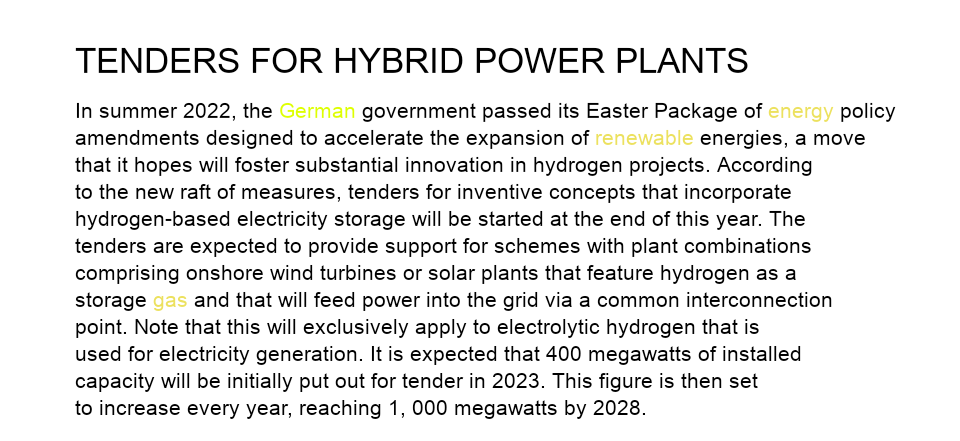 TENDERS FOR HYBRID POWER PLANTS
In summer 2022, the German government passed its Easter Package of energy policy
amendments designed to accelerate the expansion of renewable energies, a move
that it hopes will foster substantial innovation in hydrogen projects. According
to the new raft of measures, tenders for inventive concepts that incorporate
hydrogen-based electricity storage will be started at the end of this year. The
tenders are expected to provide support for schemes with plant combinations
comprising onshore wind turbines or solar plants that feature hydrogen as a
storage gas and that will feed power into the grid via a common interconnection
point. Note that this will exclusively apply to electrolytic hydrogen that is
used for electricity generation. It is expected that 400 megawatts of installed
capacity will be initially put out for tender in 2023. This figure is then set
to increase every year, reaching 1, 000 megawatts by 2028.